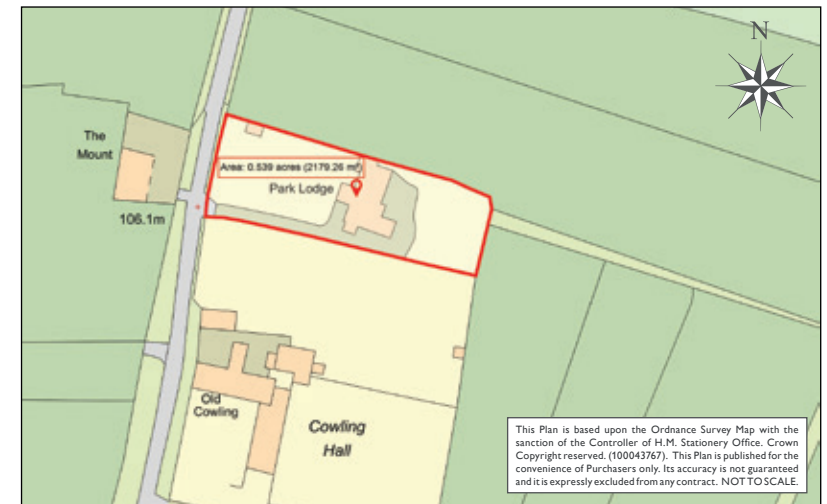 N
The
Mount
Area: 0.539 acres (2179.26 m²)
Park Lodge
106.1m
Old
Cowling
Cowling
Hall
This Plan is based upon the Ordnance Survey Map with the
sanction of the Controller of H.M. Stationery Office. Crown
Copyright reserved. (100043767). This Plan is published for the
convenience of Purchasers only. Its accuracy is not guaranteed
and it is expressly excluded from any contract. NOT TO SCALE.